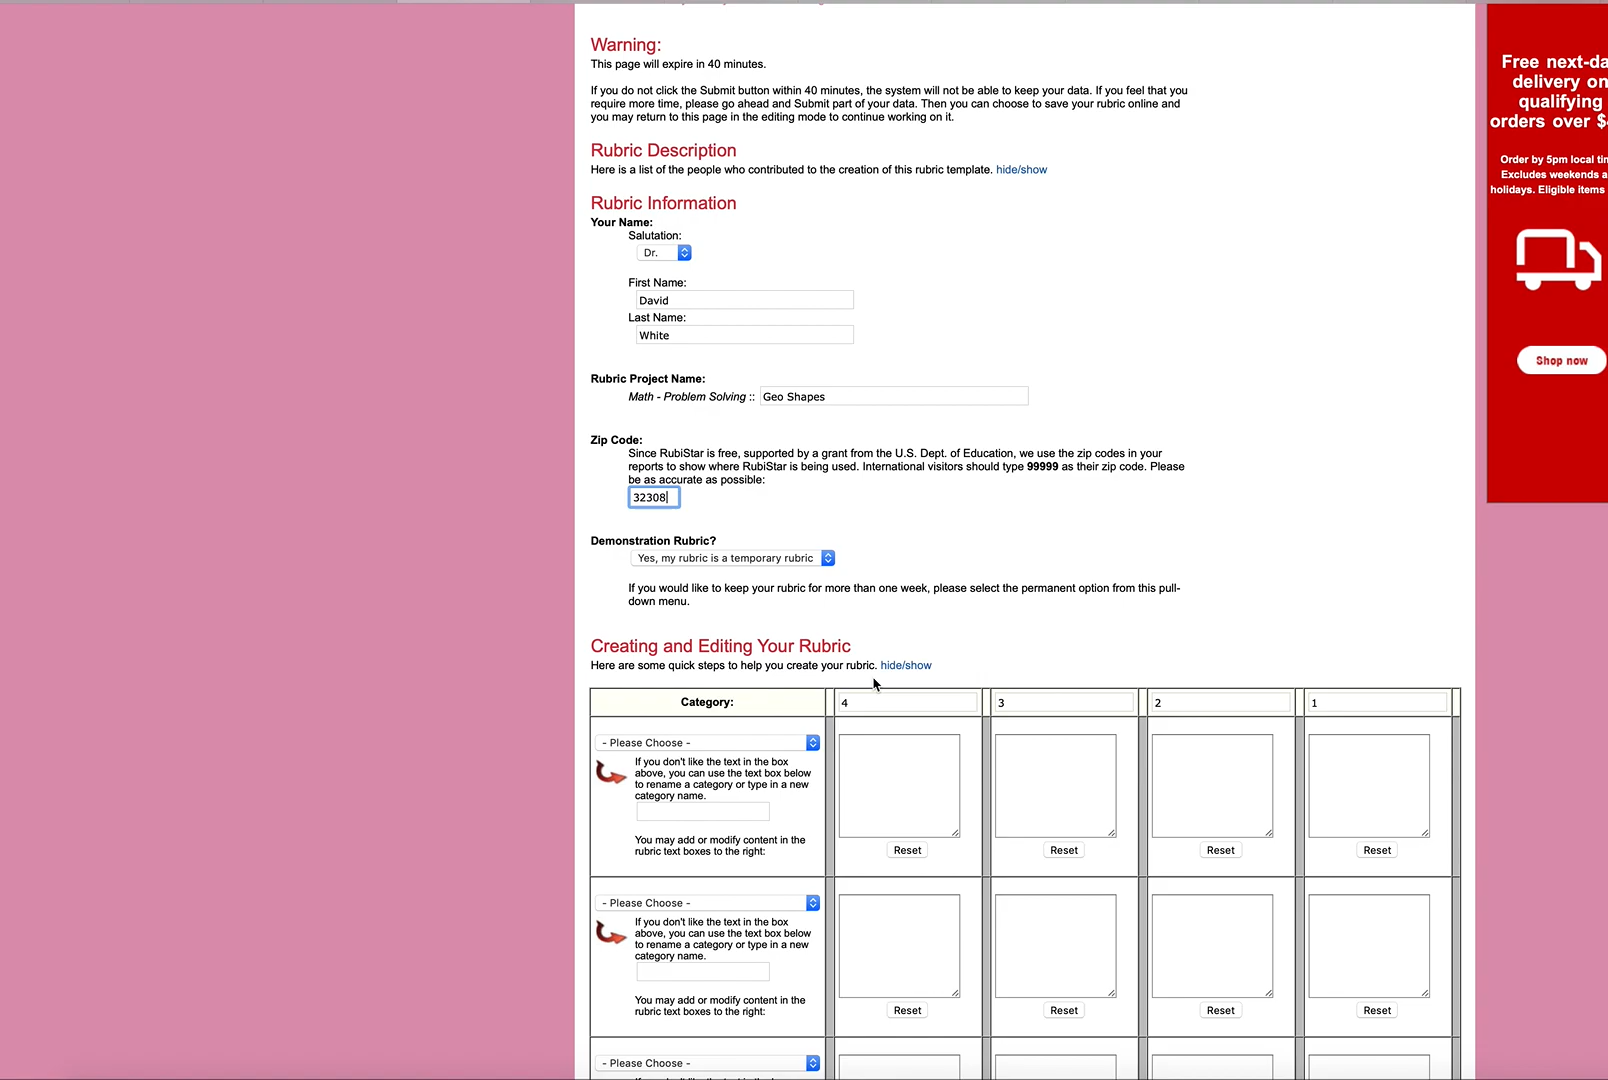 Warning:
This page will expire in 40 minutes.
If you do not click the Submit button within 40 minutes, the system will not be able to keep your data. If you feel that you
require more time, please go ahead and Submit part of your data. Then you can choose to save your rubric online and
you may return to this page in the editing mode to continue working on it.
Rubric Description
Here is a list of the people who contributed to the creation of this rubric template. hide/show
Rubric Information
Your Name:
Salutation:
Dr.
First Name:
David
Last Name:
White
Rubric Project Name:
Math - Problem Solving :: Geo Shapes
Zip Code:
Since RubiStar is free, supported by a grant from the U.S. Dept. of Education, we use the zip codes in your
reports to show where RubiStar is being used. International visitors should type 99999 as their zip code. Please
be as accurate as possible:
32308
Demonstration Rubric?
Yes, my rubric is a temporary rubric
If you would like to keep your rubric for more than one week, please select the permanent option from this pull-
down menu.
Creating and Editing Your Rubric
Here are some quick steps to help you create your rubric. hide/show
Category: 4 3 2 1
- Please Choose -
If you don't like the text in the box
above, you can use the text box below
to rename a category or type in a new
category name.
You may add or modify content in the
rubric text boxes to the right:
Reset Reset Reset Reset
- Please Choose -
If you don't like the text in the box
above, you can use the text box below
to rename a category or type in a new
category name.
You may add or modify content in the
rubric text boxes to the right:
Reset Reset Reset Reset
- Please Choose -
Free next-da
delivery on
qualifying
orders over $
Order by 5pm local tim
Excludes weekends a
holidays. Eligible items
Shop now